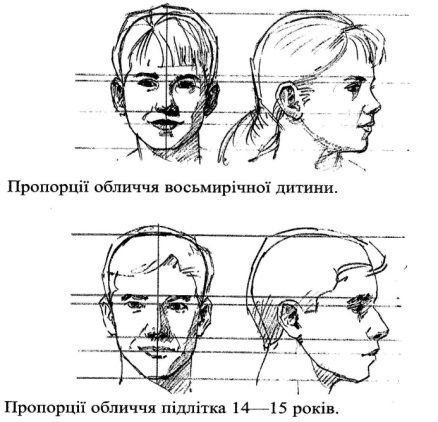 Пропорції обличчя восьмирічної дитини.
Пропорції обличчя підлітка 14—15 років.